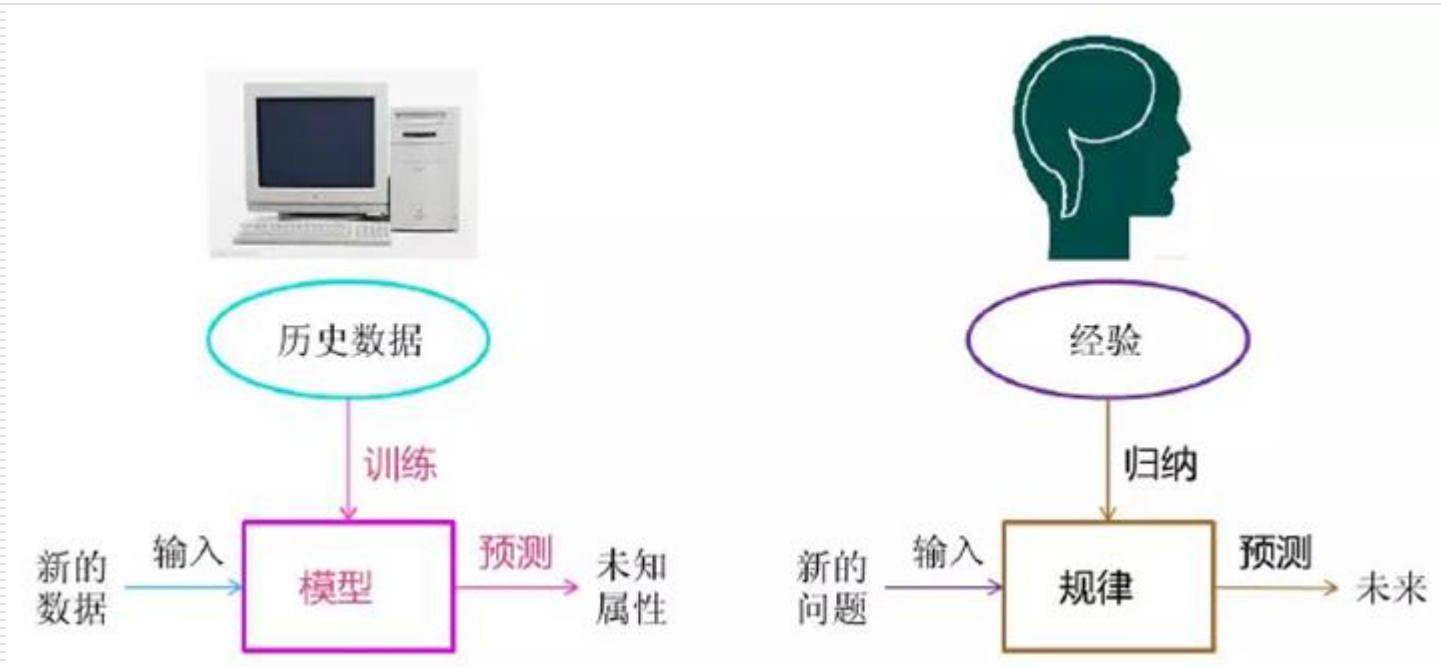 历史数据
训练
新的
数据
输入
模型
预测
未知
属性
经验
归纳
新的
问题
输入
规律
预测
未来